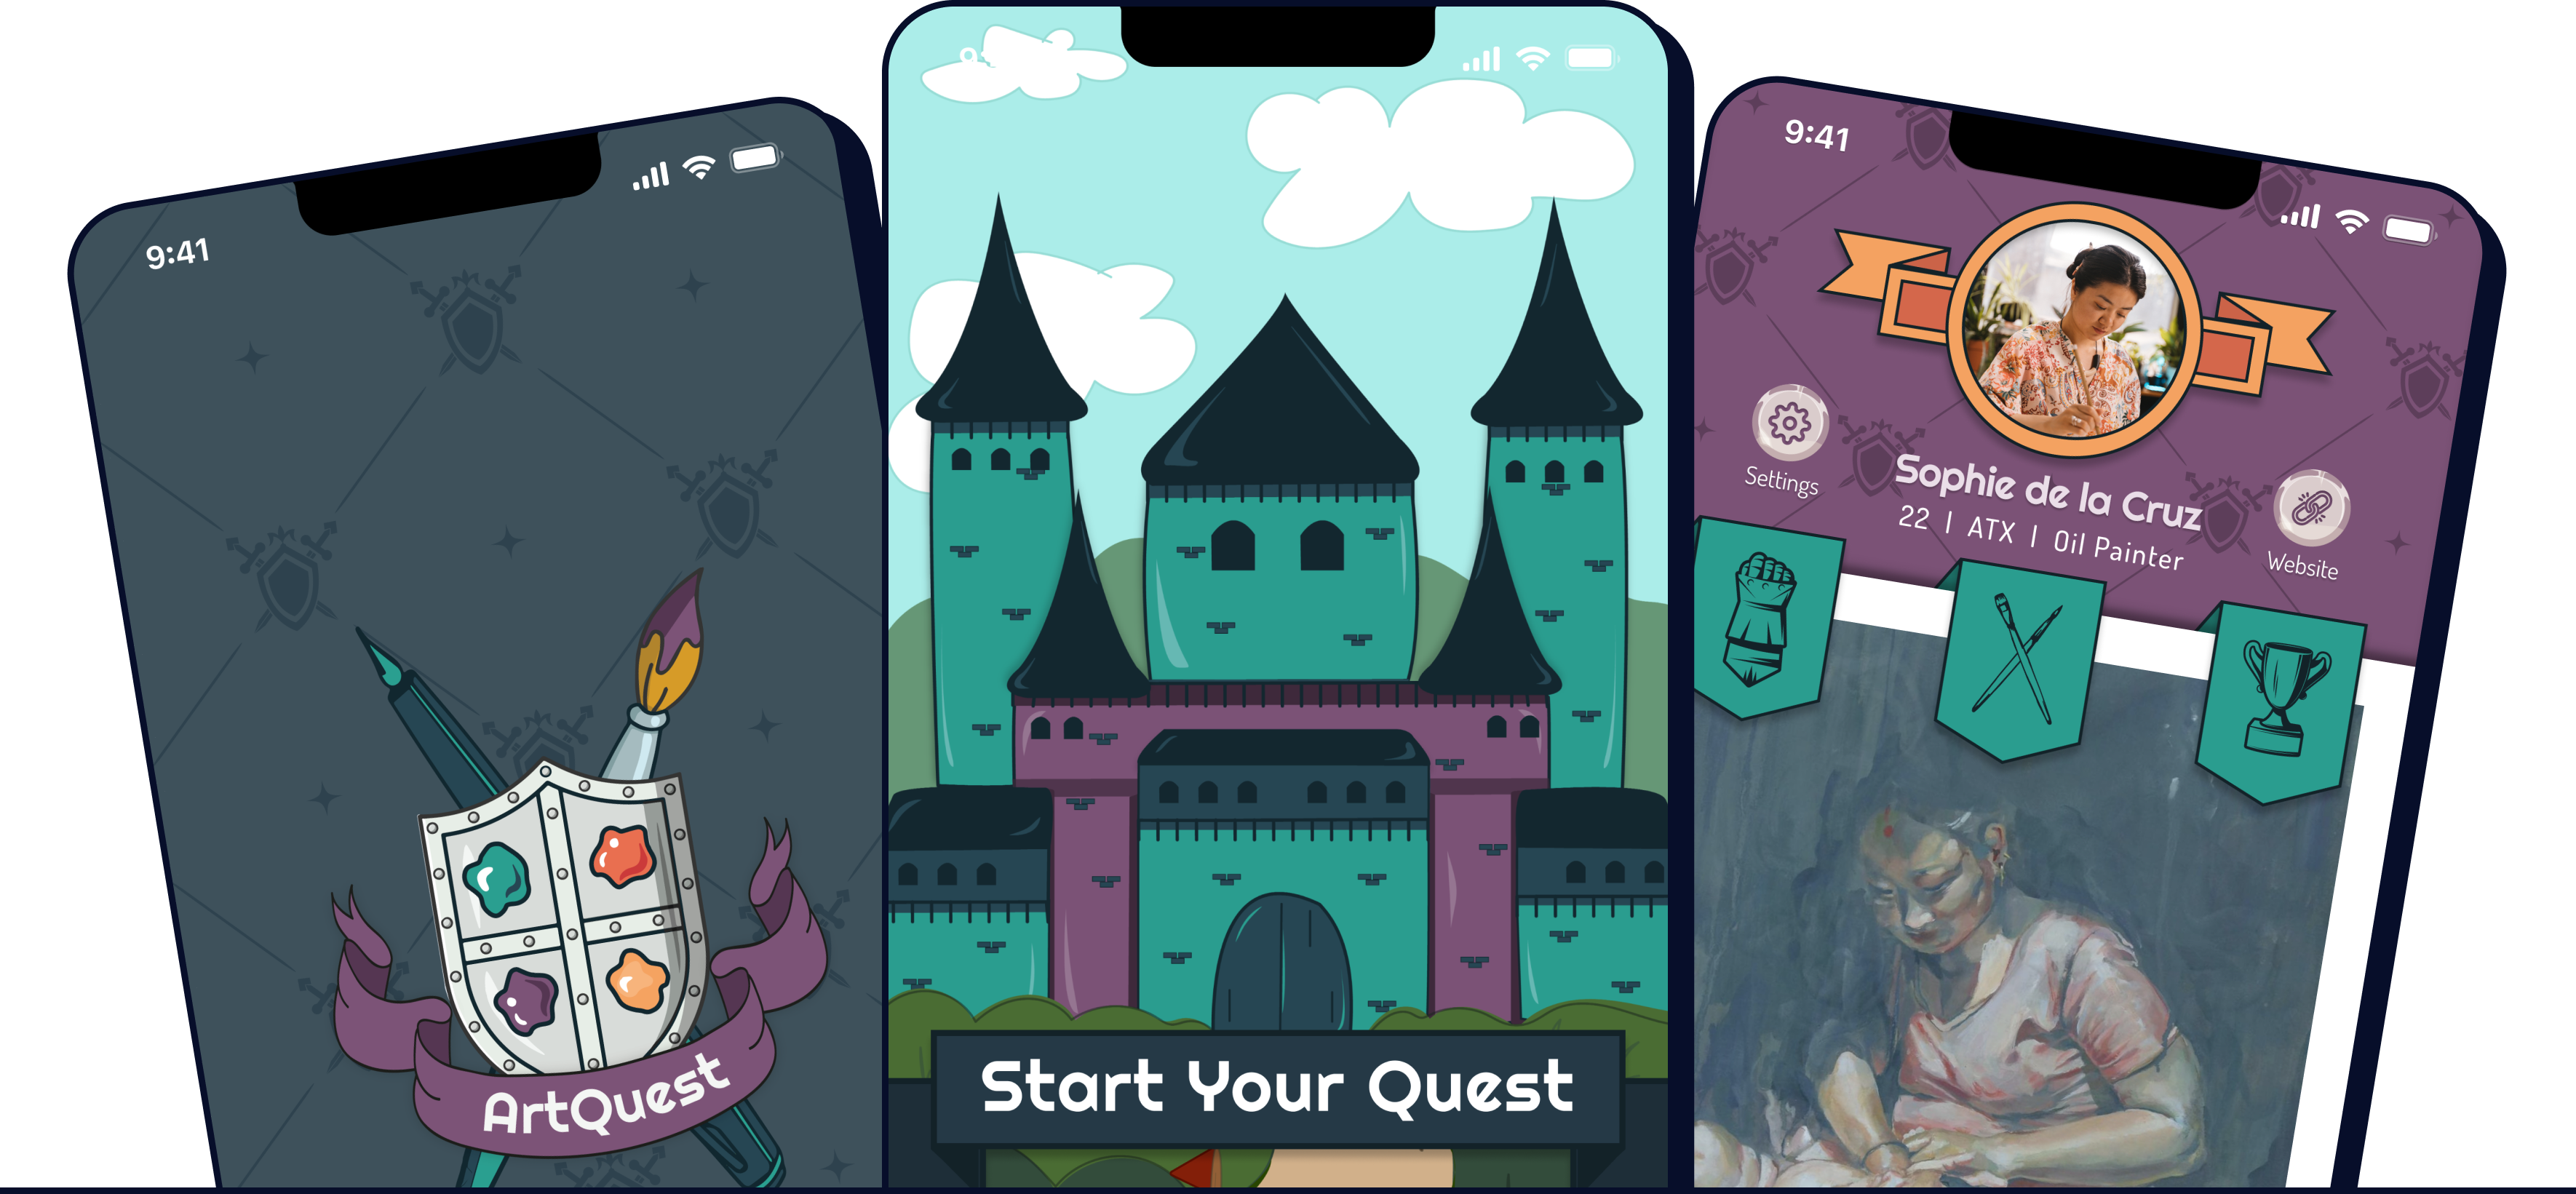 9:41
ArtQuest
Start Your Quest
9:41
Settings
Sophie de la Cruz
22 | ATX | Oil Painter
Website